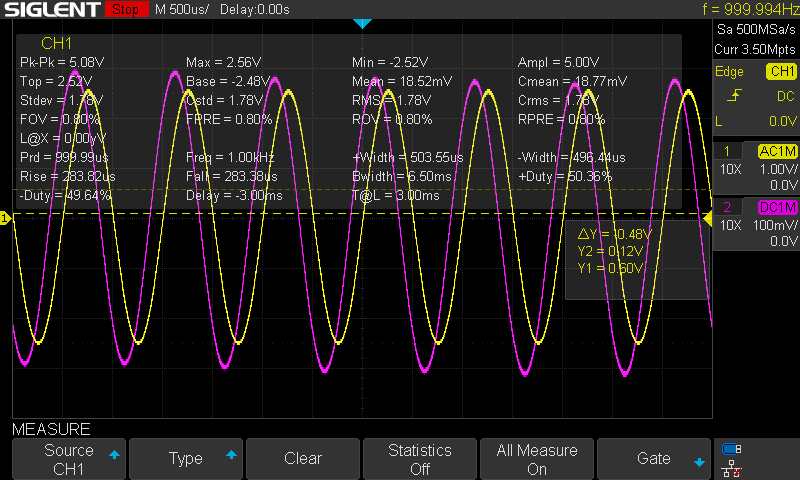 SIGLENT Stop M 500us/ Delay:0.00s f = 999.994Hz
Sa 500MSa/s
Curr 3.50Mpts
CH1
Pk-Pk = 5.08V Max = 2.56V Min = -2.52V Ampl = 5.00V
Top = 2.52V Base = -2.48V Mean = 18.52mV Cmean = 18.77mV
Stdev = 1.78V Cstd = 1.78V RMS = 1.78V Crms = 1.78V
FOV = 0.80% FPRE = 0.80% ROV = 0.80% RPRE = 0.80%
L@X = 0.00yV
Prd = 999.99us Freq = 1.00kHz +Width = 503.55us -Width = 496.44us
Rise = 283.82us Fall = 283.38us Bwidth = 6.50ms +Duty = 50.36%
-Duty = 49.64% Delay = -3.00ms T@L = 3.00ms
Edge CH1
DC
L 0.0V
1 AC1M
10X 1.00V/
0.0V
2 DC1M
10X 100mV/
0.0V
1
△Y = -0.48V
Y2 = 0.12V
Y1 = 0.60V
MEASURE
Source
CH1
Type
Clear
Statistics
Off
All Measure
On
Gate